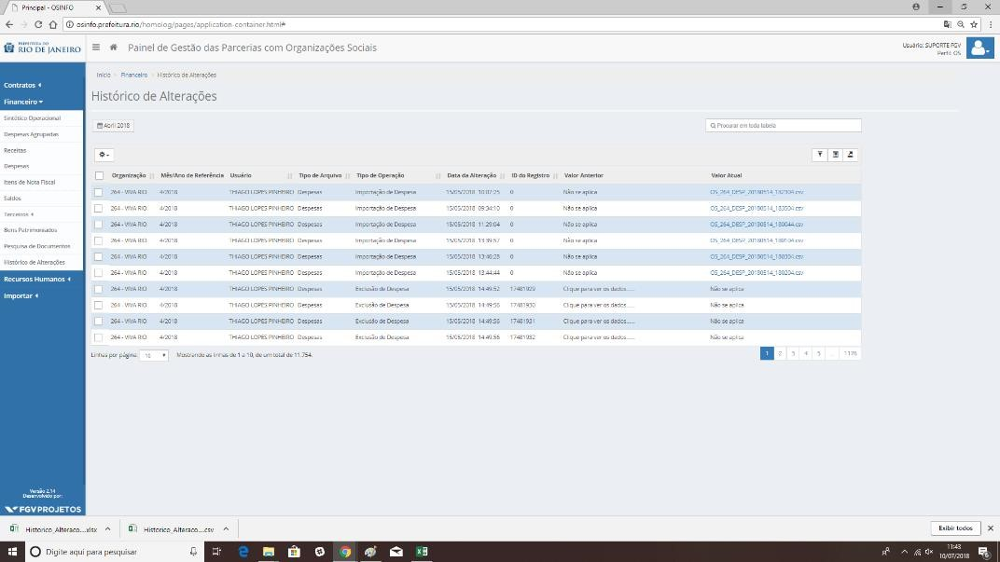 Principal - OSINFO
osinfo.prefeitura.rio/homolog/pages/application-container.html#
PREFEITURA DO
RIO DE JANEIRO
Painel de Gestão das Parcerias com Organizações Sociais
Usuário: SUPORTE FGV
Perfil: OS
Contratos
Financeiro
Sintético Operacional
Despesas Agrupadas
Receitas
Despesas
Itens de Nota Fiscal
Saldos
Terceiros
Bens Patrimoniados
Pesquisa de Documentos
Histórico de Alterações
Recursos Humanos
Importar
Versão 2.14
Desenvolvido por:
FGV PROJETOS
Início > Financeiro > Histórico de Alterações
Histórico de Alterações
Abril 2018
Procurar em toda tabela
Organização Mês/Ano de Referência Usuário Tipo de Arquivo Tipo de Operação Data da Alteração ID do Registro Valor Anterior Valor Atual
264 - VIVA RIO 4/2018 THIAGO LOPES PINHEIRO Despesas Importação de Despesa 15/05/2018 10:07:25 0 Não se aplica OS_264_DESP_20180514_182304.csv
264 - VIVA RIO 4/2018 THIAGO LOPES PINHEIRO Despesas Importação de Despesa 15/05/2018 09:34:10 0 Não se aplica OS_264_DESP_20180514_183504.csv
264 - VIVA RIO 4/2018 THIAGO LOPES PINHEIRO Despesas Importação de Despesa 15/05/2018 11:29:04 0 Não se aplica OS_264_DESP_20180514_180044.csv
264 - VIVA RIO 4/2018 THIAGO LOPES PINHEIRO Despesas Importação de Despesa 15/05/2018 13:39:57 0 Não se aplica OS_264_DESP_20180514_180104.csv
264 - VIVA RIO 4/2018 THIAGO LOPES PINHEIRO Despesas Importação de Despesa 15/05/2018 13:46:28 0 Não se aplica OS_264_DESP_20180514_180304.csv
264 - VIVA RIO 4/2018 THIAGO LOPES PINHEIRO Despesas Importação de Despesa 15/05/2018 13:44:44 0 Não se aplica OS_264_DESP_20180514_180204.csv
264 - VIVA RIO 4/2018 THIAGO LOPES PINHEIRO Despesas Exclusão de Despesa 15/05/2018 14:49:52 17481929 Clique para ver os dados...... Não se aplica
264 - VIVA RIO 4/2018 THIAGO LOPES PINHEIRO Despesas Exclusão de Despesa 15/05/2018 14:49:56 17481930 Clique para ver os dados...... Não se aplica
264 - VIVA RIO 4/2018 THIAGO LOPES PINHEIRO Despesas Exclusão de Despesa 15/05/2018 14:49:56 17481931 Clique para ver os dados...... Não se aplica
264 - VIVA RIO 4/2018 THIAGO LOPES PINHEIRO Despesas Exclusão de Despesa 15/05/2018 14:49:56 17481932 Clique para ver os dados...... Não se aplica
Linhas por página: 10 Mostrando as linhas de 1 a 10, de um total de 11.754.
1 2 3 4 5 ... 1176
Historico_Alteraco....xlsx
Historico_Alteraco....csv
Exibir todos
Digite aqui para pesquisar
11:43
10/07/2018